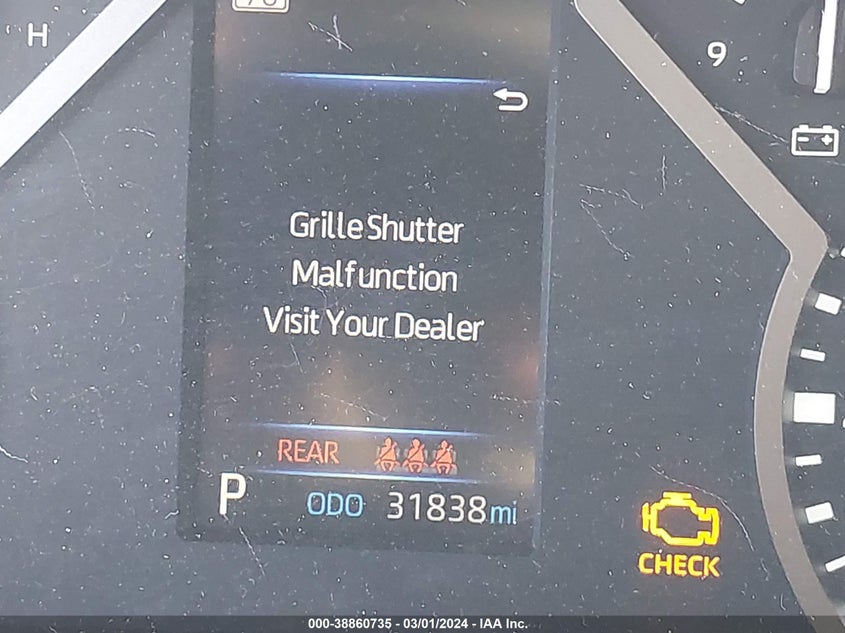 H
9
Grille Shutter
Malfunction
Visit Your Dealer
REAR
P ODO 31838 mi
CHECK
000-38860735 - 03/01/2024 - IAA Inc.